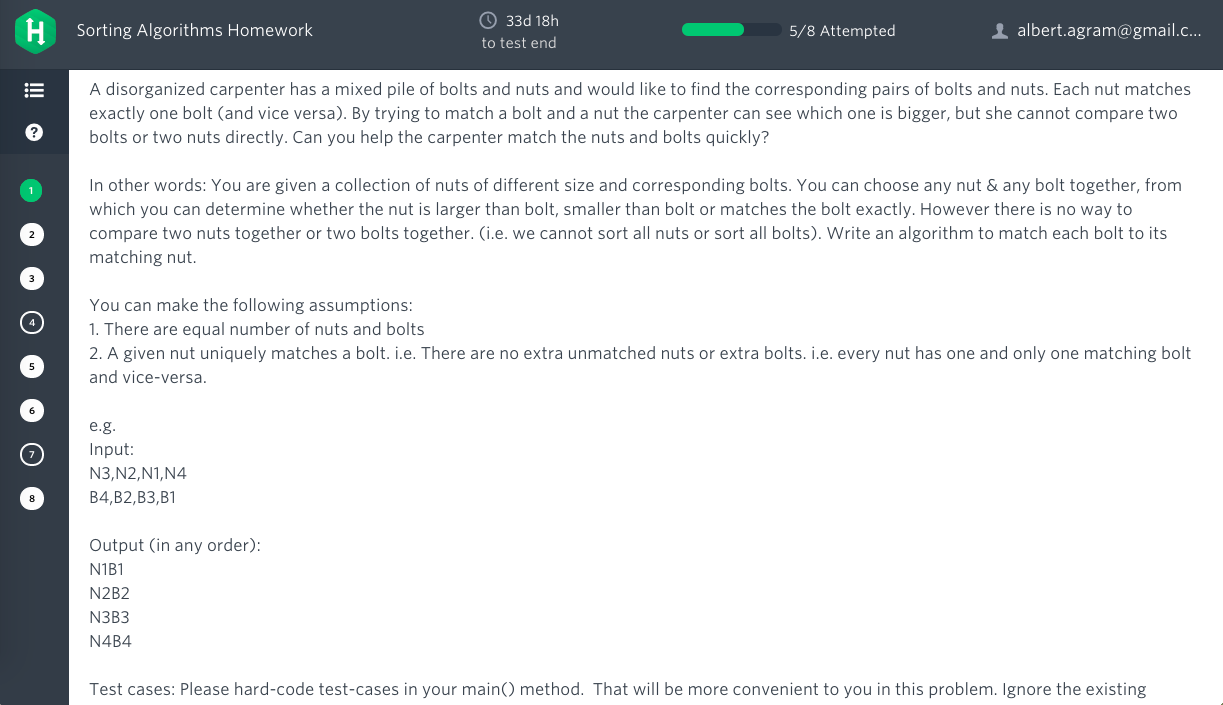 Sorting Algorithms Homework
33d 18h
to test end
5/8 Attempted
albert.agram@gmail.c...
?
1
2
3
4
5
6
7
8
A disorganized carpenter has a mixed pile of bolts and nuts and would like to find the corresponding pairs of bolts and nuts. Each nut matches
exactly one bolt (and vice versa). By trying to match a bolt and a nut the carpenter can see which one is bigger, but she cannot compare two
bolts or two nuts directly. Can you help the carpenter match the nuts and bolts quickly?
In other words: You are given a collection of nuts of different size and corresponding bolts. You can choose any nut & any bolt together, from
which you can determine whether the nut is larger than bolt, smaller than bolt or matches the bolt exactly. However there is no way to
compare two nuts together or two bolts together. (i.e. we cannot sort all nuts or sort all bolts). Write an algorithm to match each bolt to its
matching nut.
You can make the following assumptions:
1. There are equal number of nuts and bolts
2. A given nut uniquely matches a bolt. i.e. There are no extra unmatched nuts or extra bolts. i.e. every nut has one and only one matching bolt
and vice-versa.
e.g.
Input:
N3,N2,N1,N4
B4,B2,B3,B1
Output (in any order):
N1B1
N2B2
N3B3
N4B4
Test cases: Please hard-code test-cases in your main() method.  That will be more convenient to you in this problem. Ignore the existing